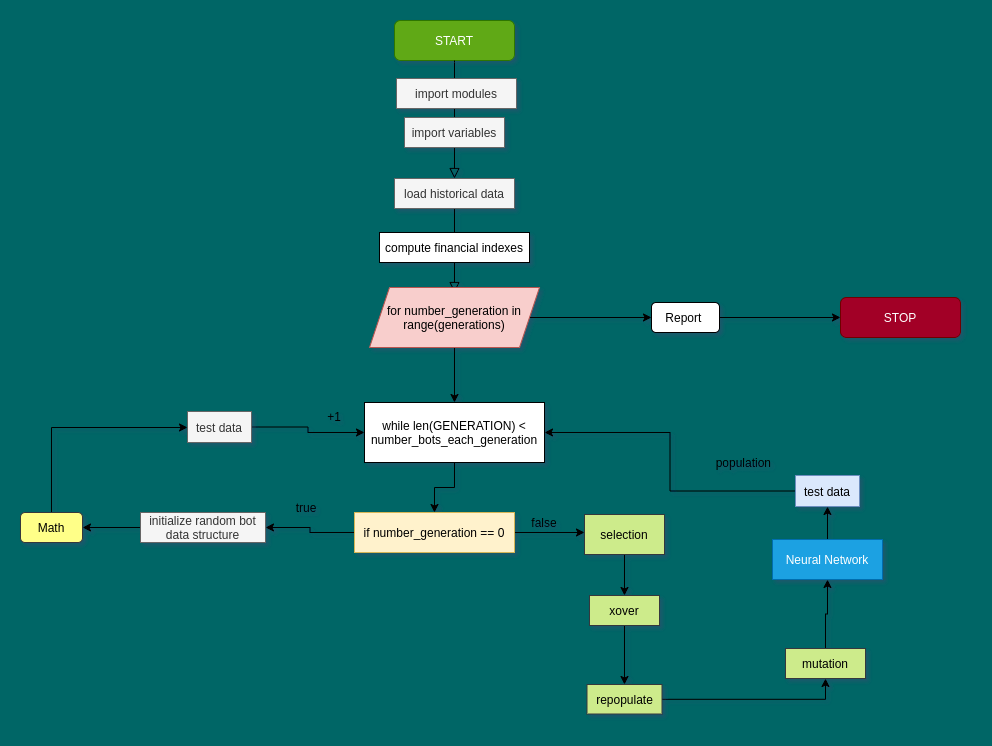 START
import modules
import variables
load historical data
compute financial indexes
for number_generation in
range(generations)
Report
STOP
test data
+1
while len(GENERATION) <
number_bots_each_generation
population
test data
Math
initialize random bot
data structure
true
if number_generation == 0
false
selection
Neural Network
xover
mutation
repopulate